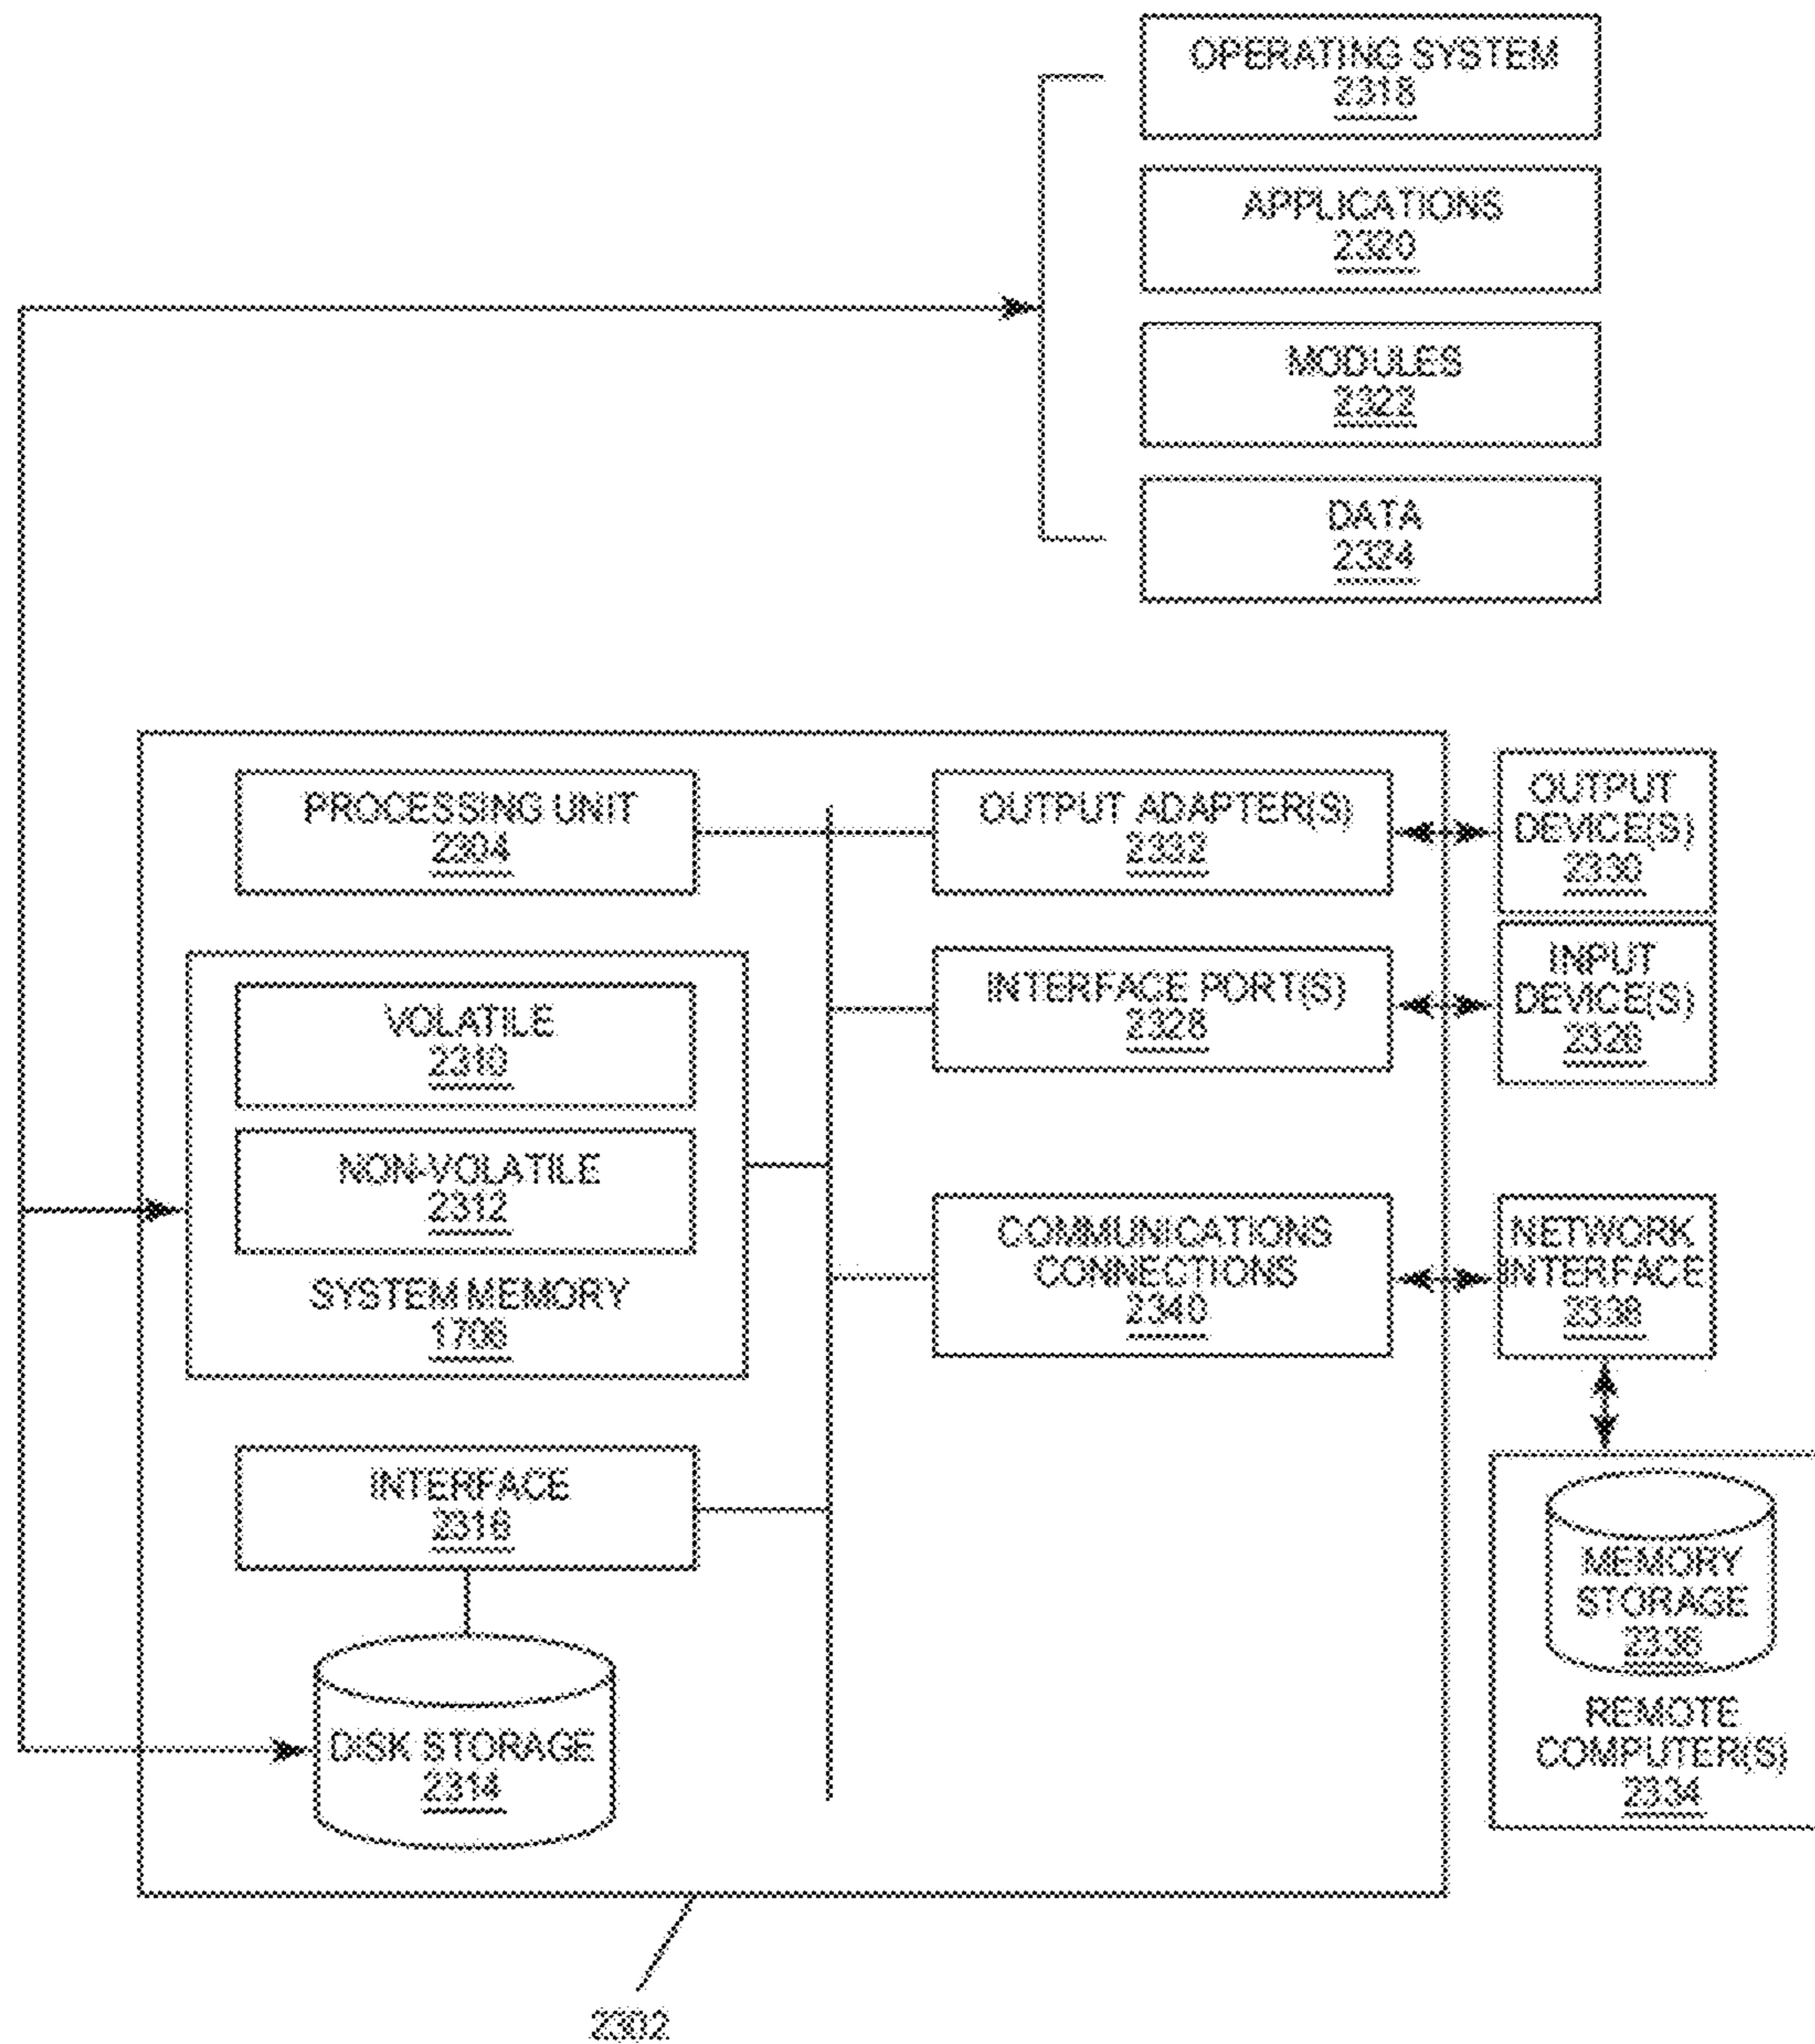 OPERATING SYSTEM
2318
APPLICATIONS
2320
MODULES
2322
DATA
2324
PROCESSING UNIT
2304
OUTPUT ADAPTER(S)
2332
OUTPUT
DEVICE(S)
2330
VOLATILE
2310
INTERFACE PORT(S)
2328
INPUT
DEVICE(S)
2326
NON-VOLATILE
2312
SYSTEM MEMORY
1706
COMMUNICATIONS
CONNECTIONS
2340
NETWORK
INTERFACE
2338
INTERFACE
2316
DISK STORAGE
2314
MEMORY
STORAGE
2336
REMOTE
COMPUTER(S)
2334
2302